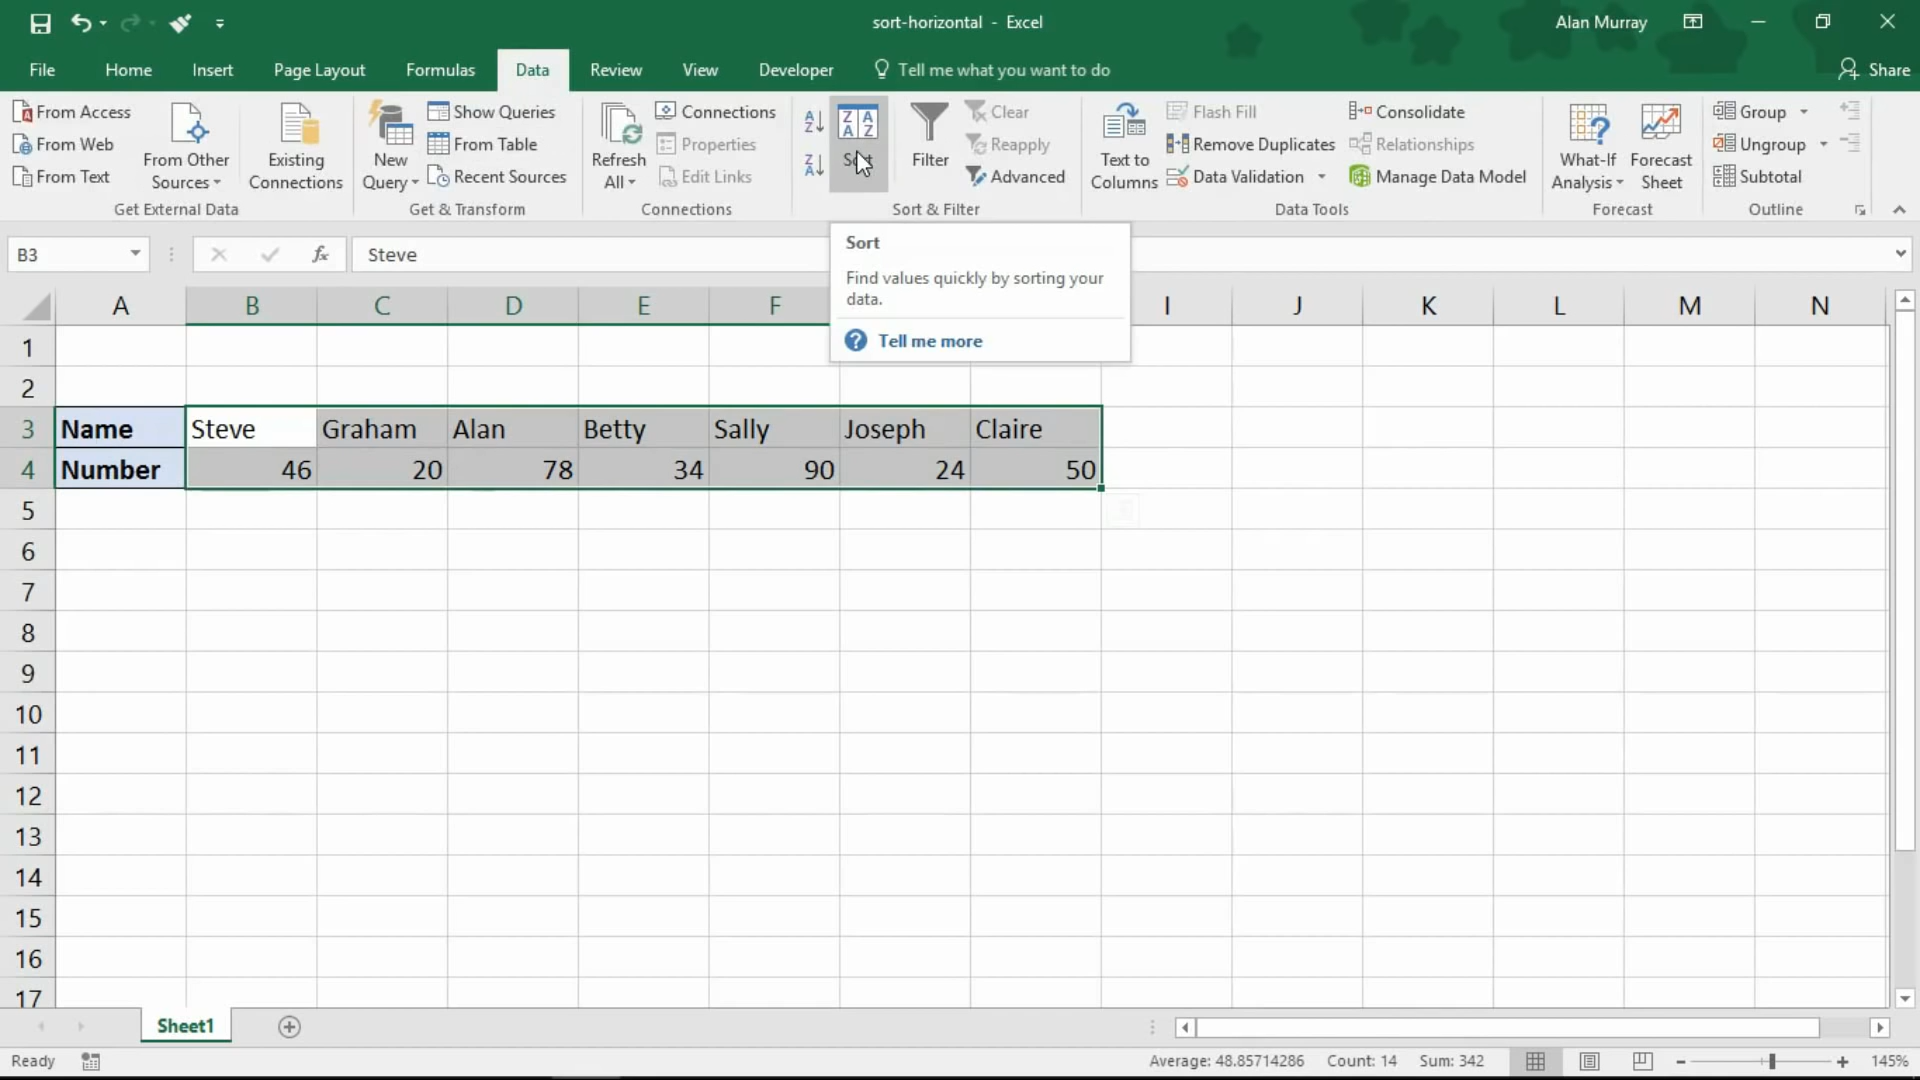 sort-horizontal - Excel
Alan Murray
File Home Insert Page Layout Formulas Data Review View Developer Tell me what you want to do Share
From Access
From Web
From Text
From Other Sources
Existing Connections
Get External Data
New Query
Show Queries
From Table
Recent Sources
Get & Transform
Refresh All
Connections
Properties
Edit Links
Connections
Sort
Filter
Clear
Reapply
Advanced
Sort & Filter
Text to Columns
Flash Fill
Remove Duplicates
Data Validation
Consolidate
Relationships
Manage Data Model
Data Tools
What-If Analysis
Forecast Sheet
Forecast
Group
Ungroup
Subtotal
Outline
B3
fx
Steve
Sort
Find values quickly by sorting your
data.
? Tell me more
A B C D E F I J K L M N
1
2
3 Name Steve Graham Alan Betty Sally Joseph Claire
4 Number 46 20 78 34 90 24 50
5
6
7
8
9
10
11
12
13
14
15
16
17
Sheet1
Ready
Average: 48.85714286 Count: 14 Sum: 342
145%